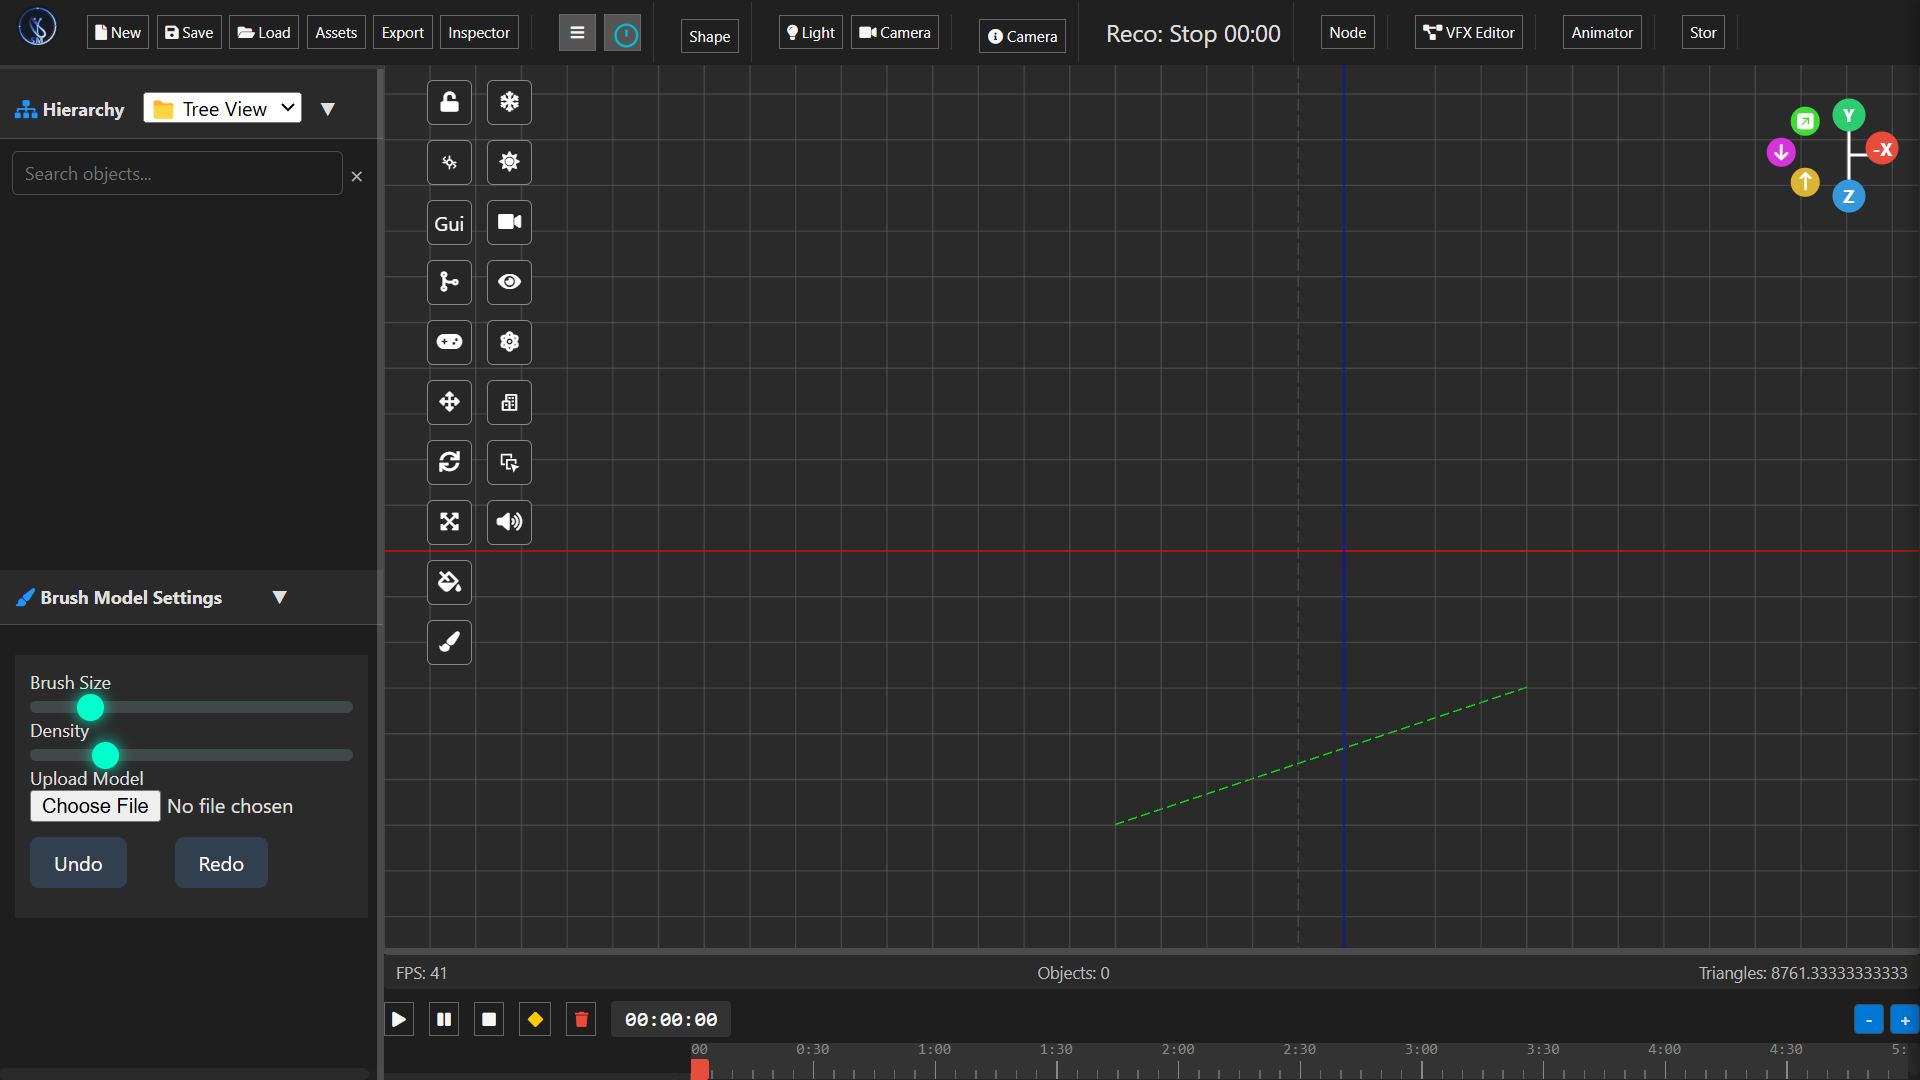 New Save Load Assets Export Inspector Shape Light Camera Camera Reco: Stop 00:00 Node VFX Editor Animator Stor
Hierarchy Tree View
Search objects...
Gui
Y
-X
Z
Brush Model Settings
Brush Size
Density
Upload Model
Choose File No file chosen
Undo Redo
FPS: 41 Objects: 0 Triangles: 8761.33333333333
00:00:00 - +
00 0:30 1:00 1:30 2:00 2:30 3:00 3:30 4:00 4:30 5: